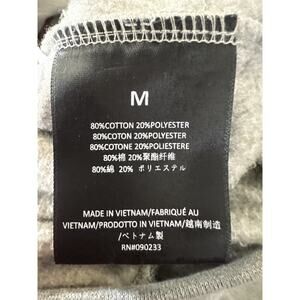 M
80%COTTON 20%POLYESTER
80%COTTON 20%POLYESTER
80%COTONE 20%POLIESTERE
80%棉 20%聚酯纤维
80%綿 20% ポリエステル
MADE IN VIETNAM/FABRIQUÉ AU
VIETNAM/PRODOTTO IN VIETNAM/越南制造
/ベトナム製
RN#090233